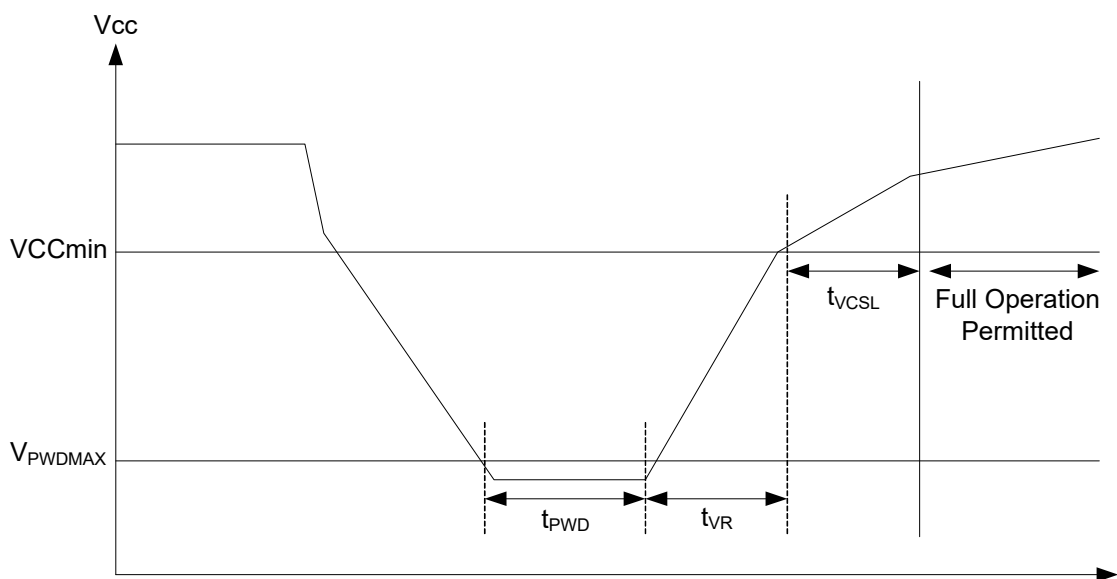 Vcc
VCCmin
tVCSL
Full Operation
Permitted
VPWDMAX
tPWD
tVR